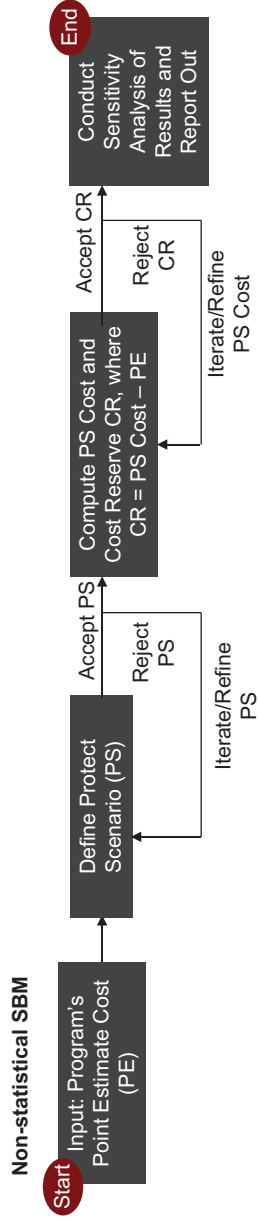 Non-statistical SBM
Start
Input: Program's
Point Estimate Cost
(PE)
Define Protect
Scenario (PS)
Accept PS
Reject
PS
Iterate/Refine
PS
Compute PS Cost and
Cost Reserve CR, where
CR = PS Cost – PE
Accept CR
Reject
CR
Iterate/Refine
PS Cost
Conduct
Sensitivity
Analysis of
Results and
Report Out
End